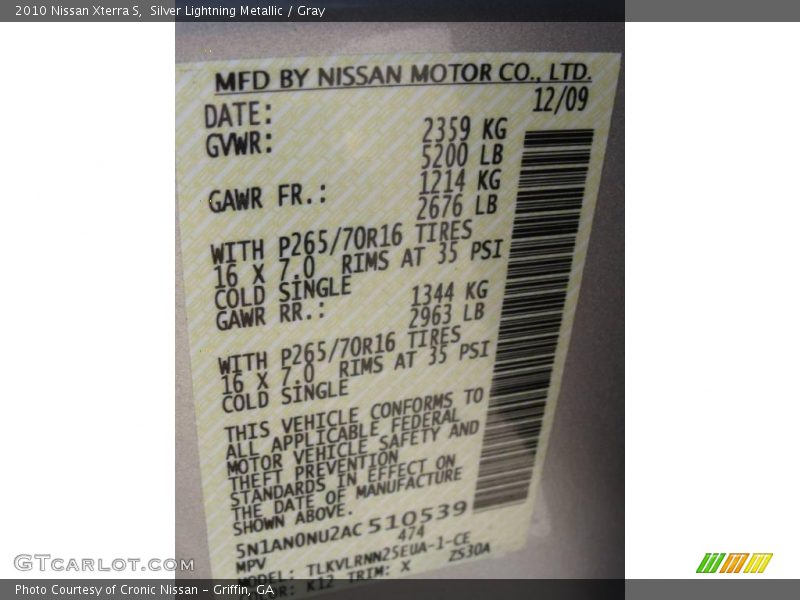 2010 Nissan Xterra S, Silver Lightning Metallic / Gray
MFD BY NISSAN MOTOR CO., LTD.
DATE: 12/09
GVWR: 2359 KG
5200 LB
GAWR FR.: 1214 KG
2676 LB
WITH P265/70R16 TIRES
16 X 7.0 RIMS AT 35 PSI
COLD SINGLE
GAWR RR.: 1344 KG
2963 LB
WITH P265/70R16 TIRES
16 X 7.0 RIMS AT 35 PSI
COLD SINGLE
THIS VEHICLE CONFORMS TO
ALL APPLICABLE FEDERAL
MOTOR VEHICLE SAFETY AND
THEFT PREVENTION
STANDARDS IN EFFECT ON
THE DATE OF MANUFACTURE
SHOWN ABOVE.
5N1AN0NU2AC 510539
MPV 474
MODEL: TLKVLRNN25EUA-1-CE
K12 TRIM: X ZS30A
GTCARLOT.COM
Photo Courtesy of Cronic Nissan - Griffin, GA